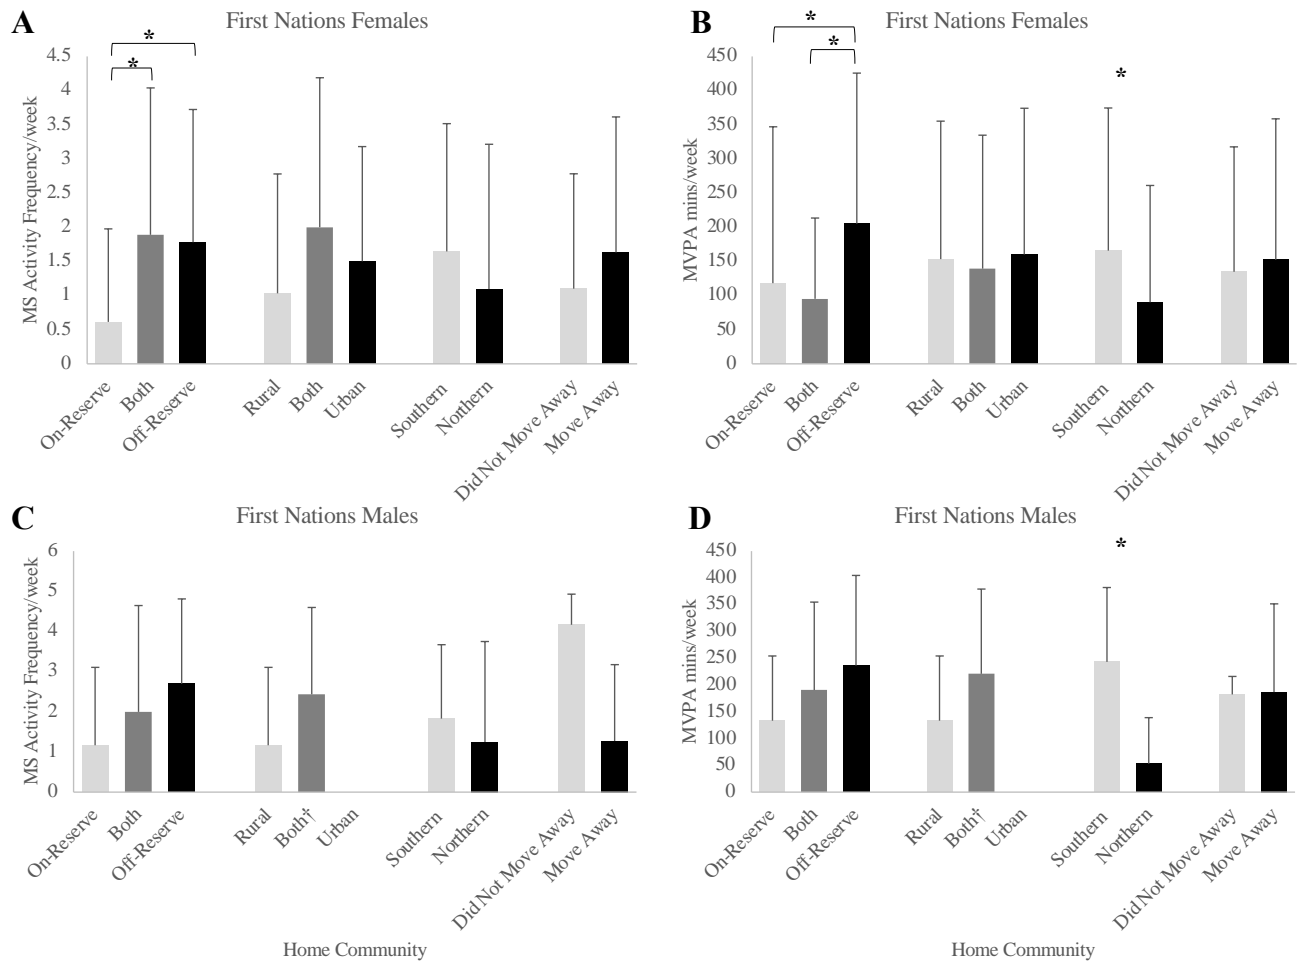 A
First Nations Females
*
*
MS Activity Frequency/week
4.5
4
3.5
3
2.5
2
1.5
1
0.5
0
On-Reserve
Both
Off-Reserve
Rural
Both
Urban
Southern
Northern
Did Not Move Away
Move Away
B
First Nations Females
*
*
*
MVPA mins/week
450
400
350
300
250
200
150
100
50
0
On-Reserve
Both
Off-Reserve
Rural
Both
Urban
Southern
Northern
Did Not Move Away
Move Away
C
First Nations Males
MS Activity Frequency/week
6
5
4
3
2
1
0
On-Reserve
Both
Off-Reserve
Rural
Both†
Urban
Southern
Northern
Did Not Move Away
Move Away
Home Community
D
First Nations Males
*
MVPA mins/week
450
400
350
300
250
200
150
100
50
0
On-Reserve
Both
Off-Reserve
Rural
Both†
Urban
Southern
Northern
Did Not Move Away
Move Away
Home Community